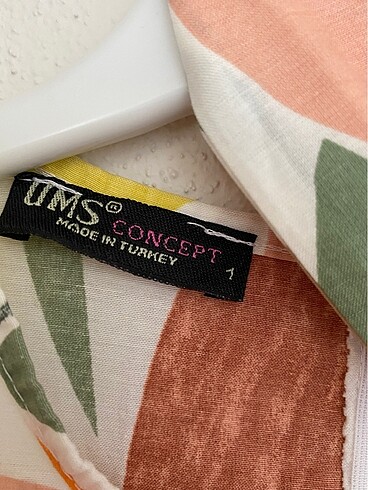 UMS®
CONCEPT
MADE IN TURKEY
1